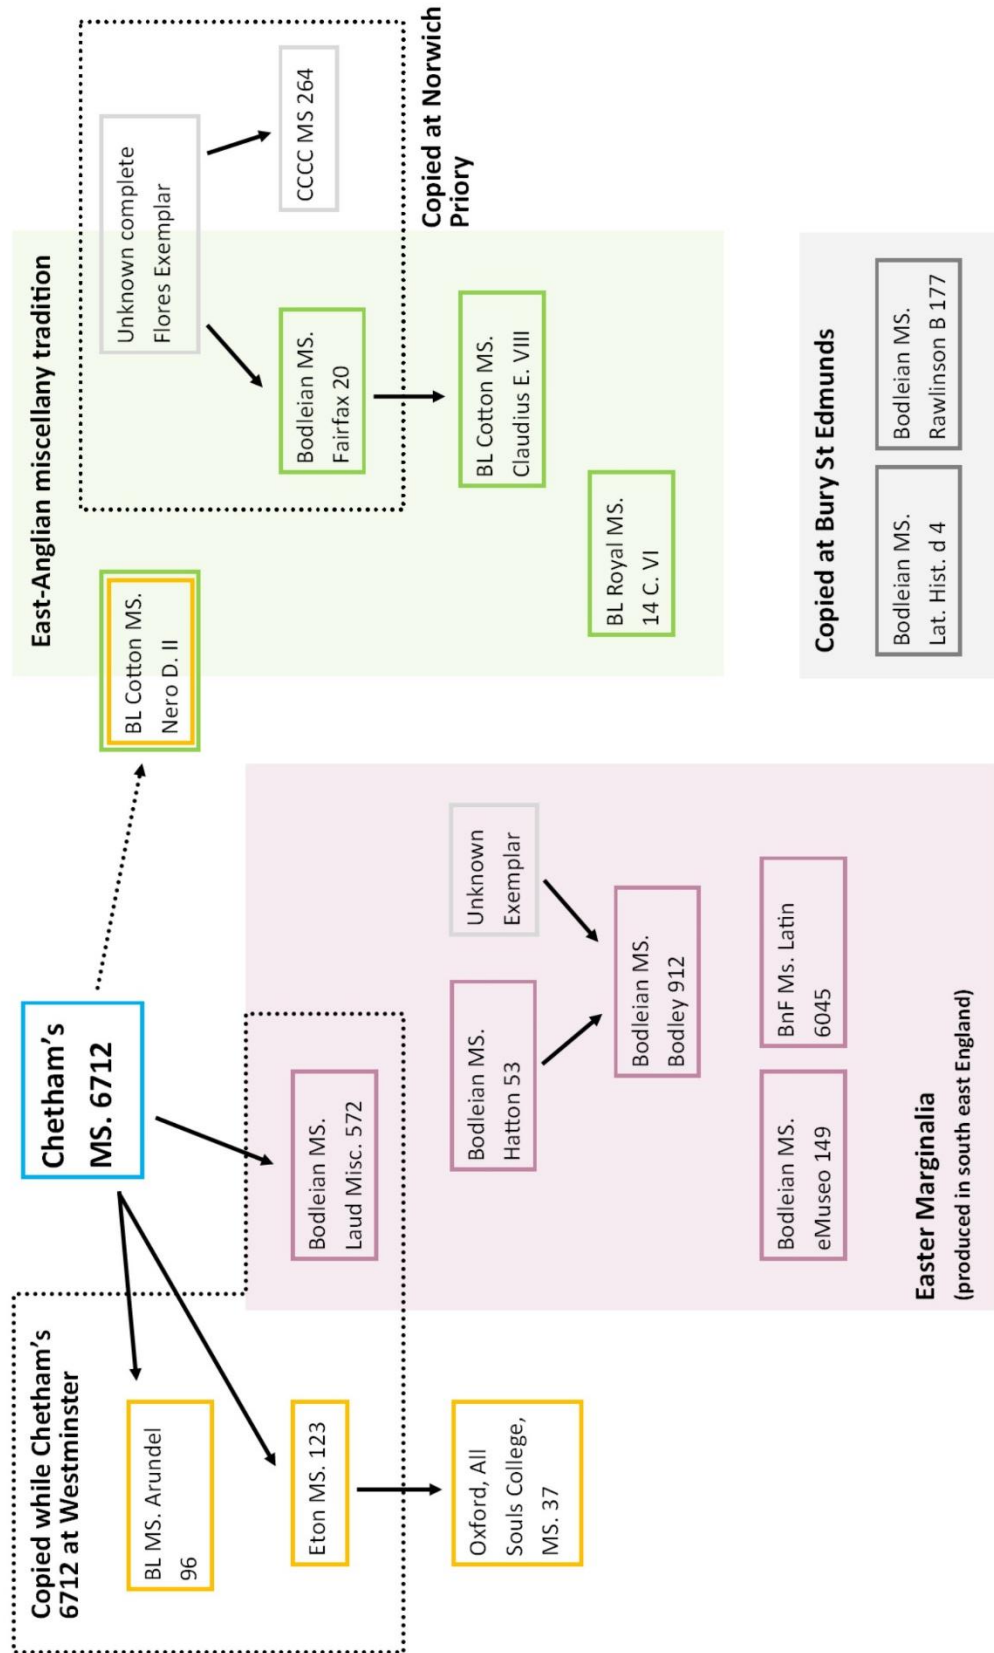 Copied while Chetham's
6712 at Westminster
BL MS. Arundel
96
Eton MS. 123
Oxford, All
Souls College,
MS. 37
Chetham's
MS. 6712
Bodleian MS.
Laud Misc. 572
Bodleian MS.
Hatton 53
Unknown
Exemplar
Bodleian MS.
Bodley 912
Bodleian MS.
eMuseo 149
BnF Ms. Latin
6045
Easter Marginalia
(produced in south east England)
BL Cotton MS.
Nero D. II
East-Anglian miscellany tradition
Unknown complete
Flores Exemplar
Bodleian MS.
Fairfax 20
CCCC MS 264
Copied at Norwich
Priory
BL Cotton MS.
Claudius E. VIII
BL Royal MS.
14 C. VI
Copied at Bury St Edmunds
Bodleian MS.
Lat. Hist. d 4
Bodleian MS.
Rawlinson B 177